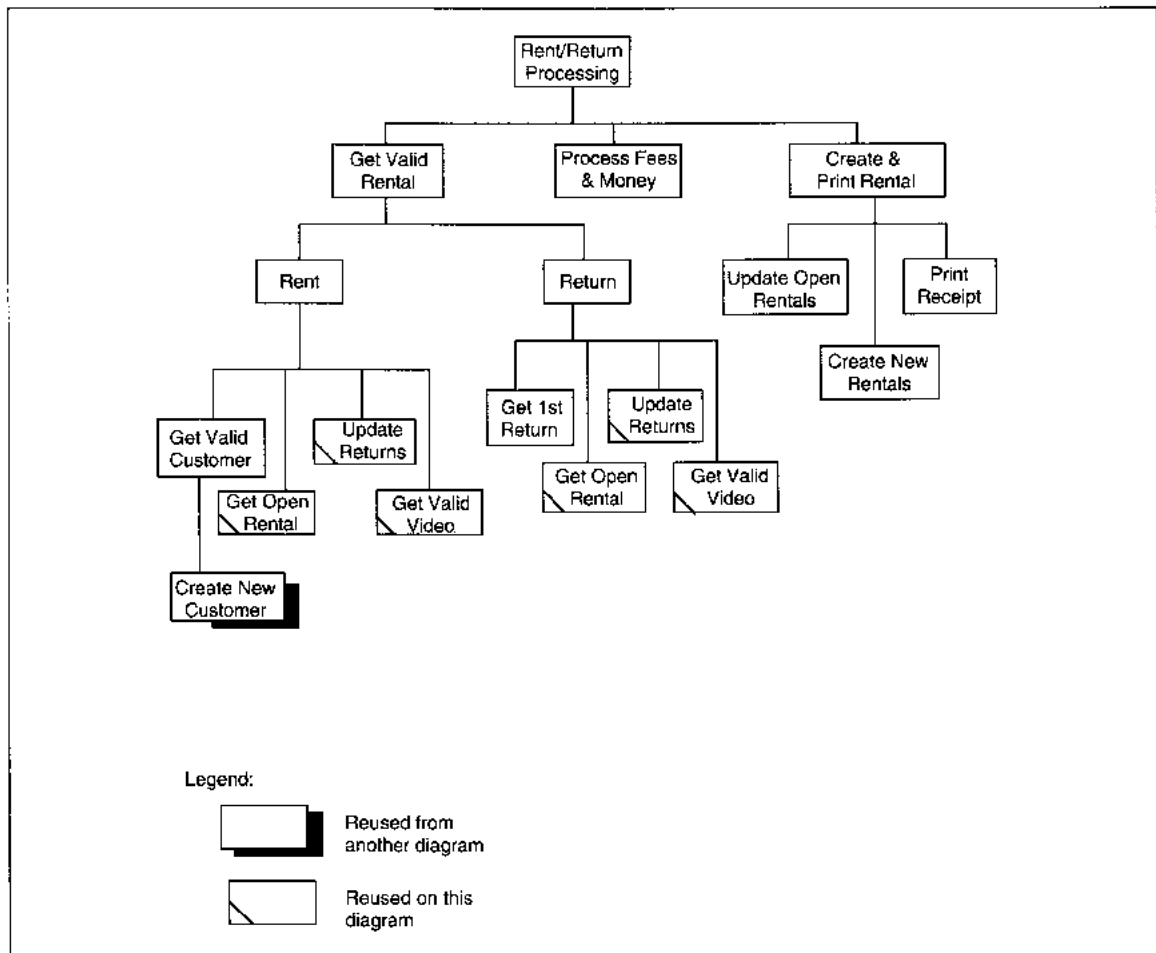 Rent/Return
Processing
Get Valid
Rental
Process Fees
& Money
Create &
Print Rental
Rent
Return
Update Open
Rentals
Print
Receipt
Create New
Rentals
Get Valid
Customer
Update
Returns
Get Open
Rental
Get Valid
Video
Get 1st
Return
Update
Returns
Get Open
Rental
Get Valid
Video
Create New
Customer
Legend:
Reused from
another diagram
Reused on this
diagram